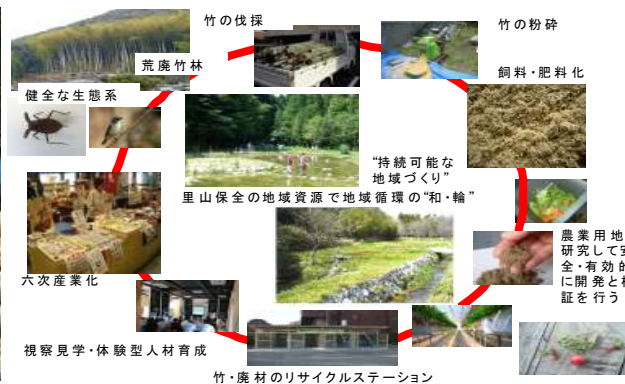 竹の伐採
竹の粉砕
荒廃竹林
飼料・肥料化
健全な生態系
“持続可能な
地域づくり”
里山保全の地域資源で地域循環の“和・輪”
農業用地
研究して安
全・有効的
に開発と検
証を行う
六次産業化
視察見学・体験型人材育成
竹・廃材のリサイクルステーション